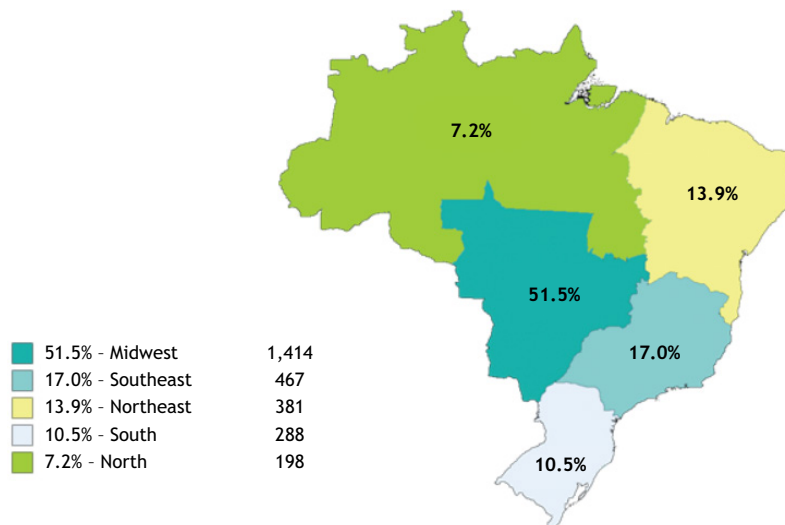 7.2%
13.9%
51.5%
17.0%
10.5%
51.5% – Midwest 1,414
17.0% – Southeast 467
13.9% – Northeast 381
10.5% – South 288
7.2% – North 198